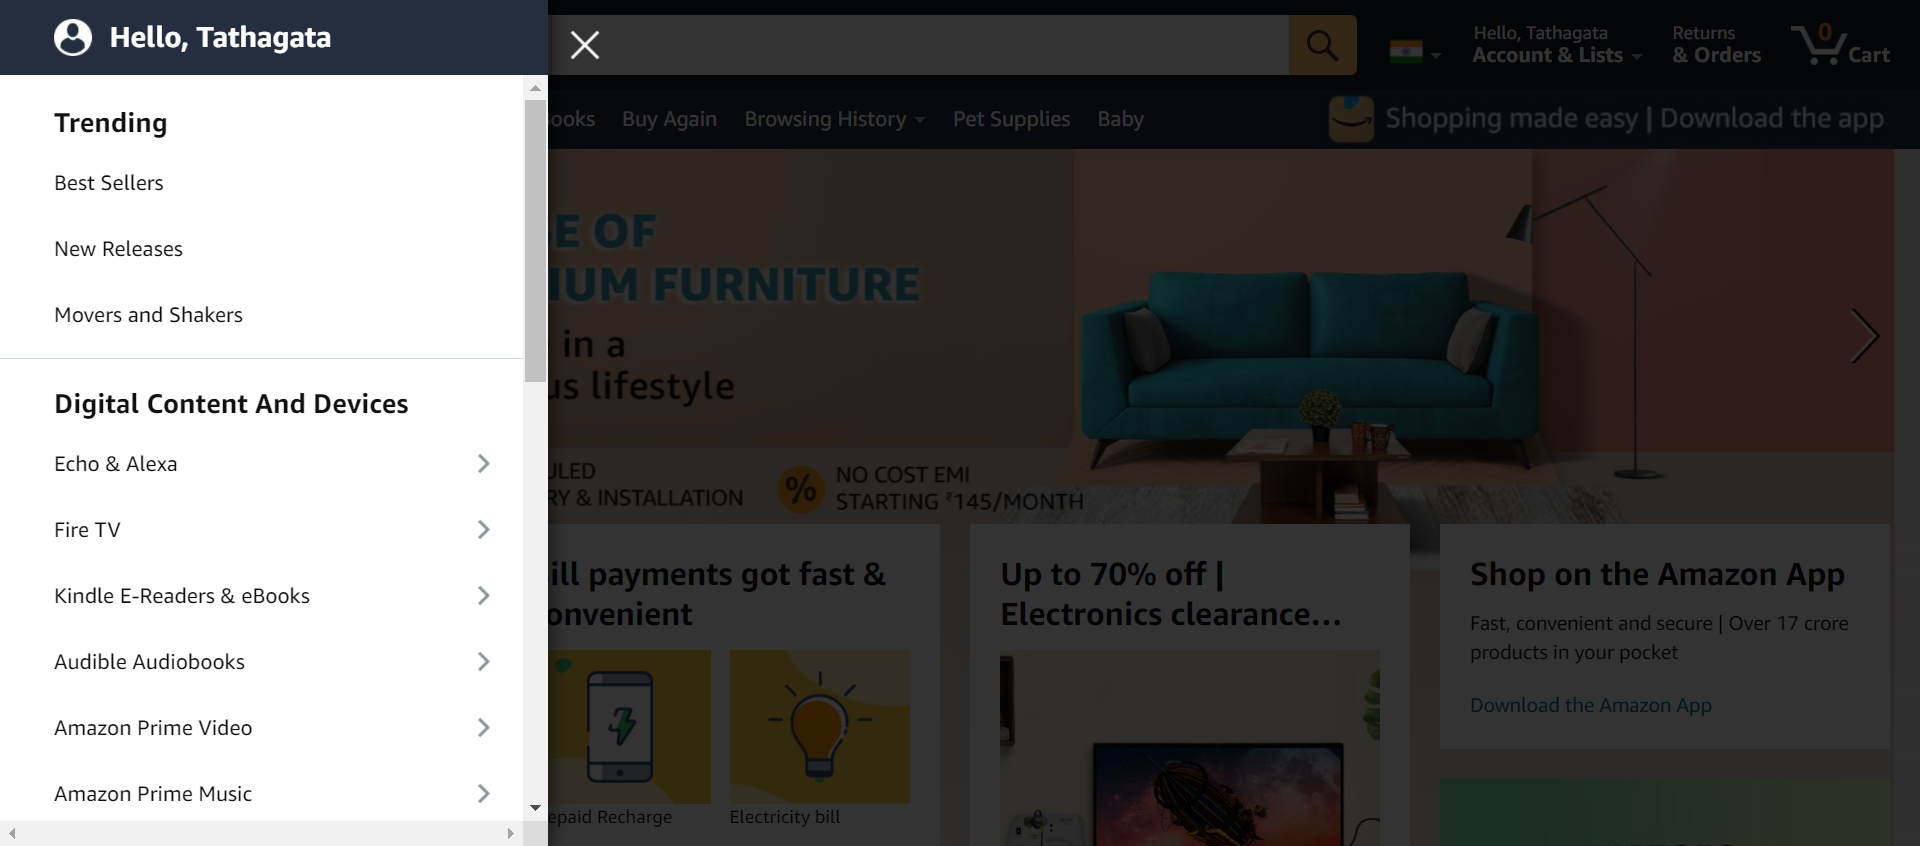 Hello, Tathagata
Trending
Best Sellers
New Releases
Movers and Shakers
Digital Content And Devices
Echo & Alexa
Fire TV
Kindle E-Readers & eBooks
Audible Audiobooks
Amazon Prime Video
Amazon Prime Music
Hello, Tathagata
Account & Lists
Returns
& Orders
0
Cart
Buy Again
Browsing History
Pet Supplies
Baby
Shopping made easy | Download the app
E OF
IUM FURNITURE
in a
us lifestyle
ULED
RY & INSTALLATION
%
NO COST EMI
STARTING ₹145/MONTH
ill payments got fast &
onvenient
epaid Recharge
Electricity bill
Up to 70% off |
Electronics clearance...
Shop on the Amazon App
Fast, convenient and secure | Over 17 crore
products in your pocket
Download the Amazon App